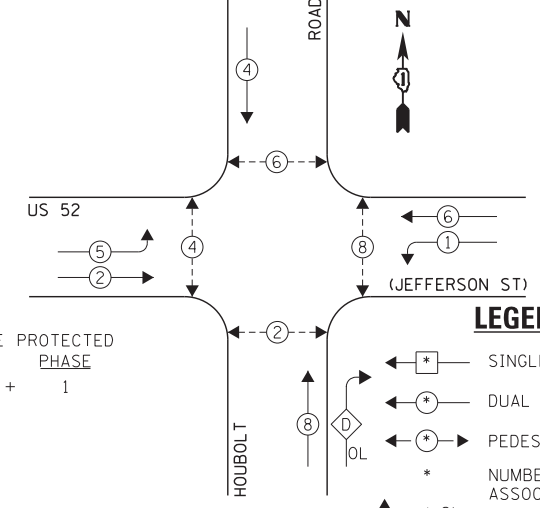 ROAD
N
4
6
US 52
5
2
4
8
6
1
(JEFFERSON ST)
2
PROTECTED
PHASE
+ 1
HOUBOLT
8
D
OL
* SINGL
* DUAL
* PEDES
* NUMBE
ASSOC